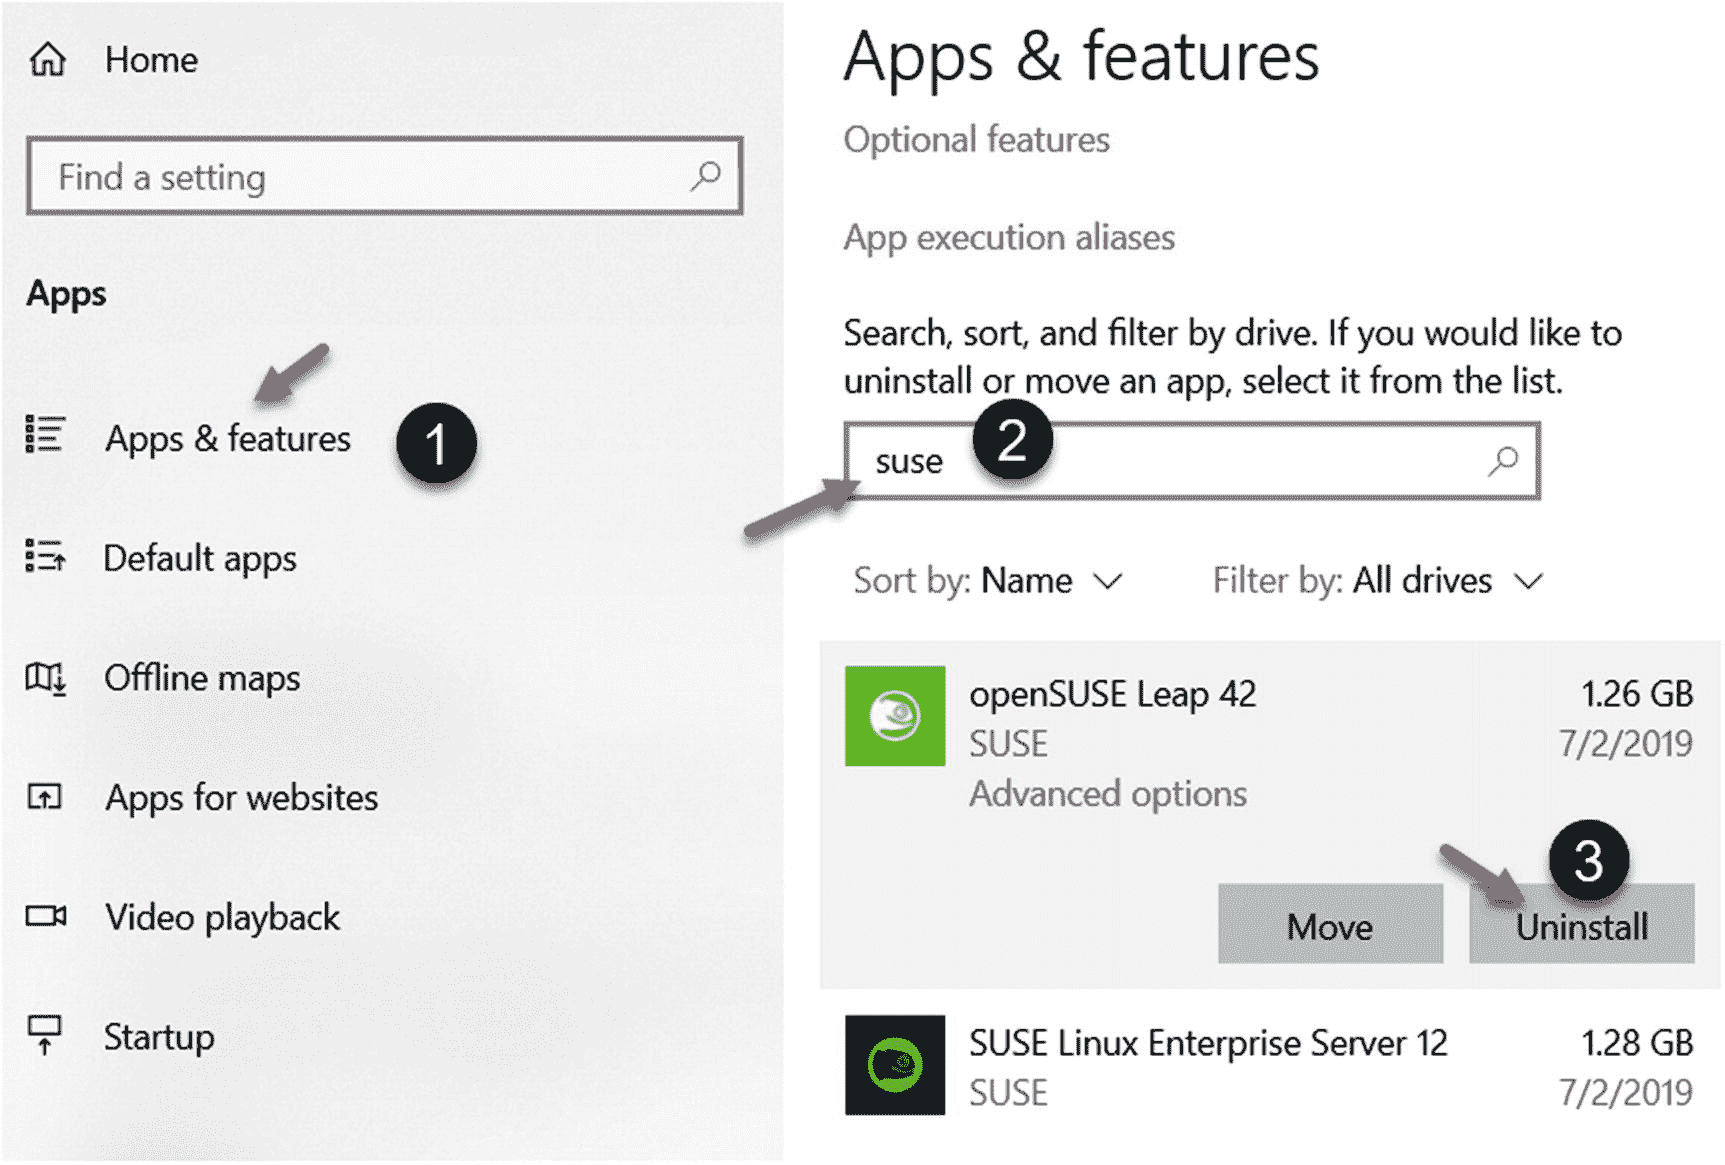 Home
Find a setting
Apps
Apps & features
1
Default apps
Offline maps
Apps for websites
Video playback
Startup
Apps & features
Optional features
App execution aliases
Search, sort, and filter by drive. If you would like to
uninstall or move an app, select it from the list.
suse
2
Sort by: Name
Filter by: All drives
openSUSE Leap 42
1.26 GB
SUSE
7/2/2019
Advanced options
3
Move
Uninstall
SUSE Linux Enterprise Server 12
1.28 GB
SUSE
7/2/2019